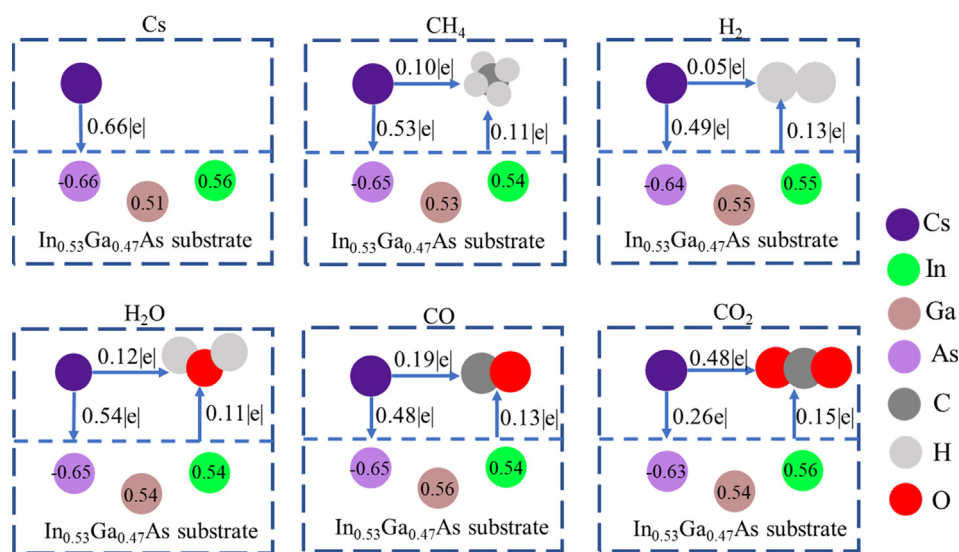 Cs
0.66|e|
-0.66
0.51
0.56
In0.53Ga0.47As substrate
CH4
0.10|e|
0.53|e|
0.11|e|
-0.65
0.53
0.54
In0.53Ga0.47As substrate
H2
0.05|e|
0.49|e|
0.13|e|
-0.64
0.55
0.55
In0.53Ga0.47As substrate
H2O
0.12|e|
0.54|e|
0.11|e|
-0.65
0.54
0.54
In0.53Ga0.47As substrate
CO
0.19|e|
0.48|e|
0.13|e|
-0.65
0.56
0.54
In0.53Ga0.47As substrate
CO2
0.48|e|
0.26e|
0.15|e|
-0.63
0.54
0.56
In0.53Ga0.47As substrate
Cs
In
Ga
As
C
H
O